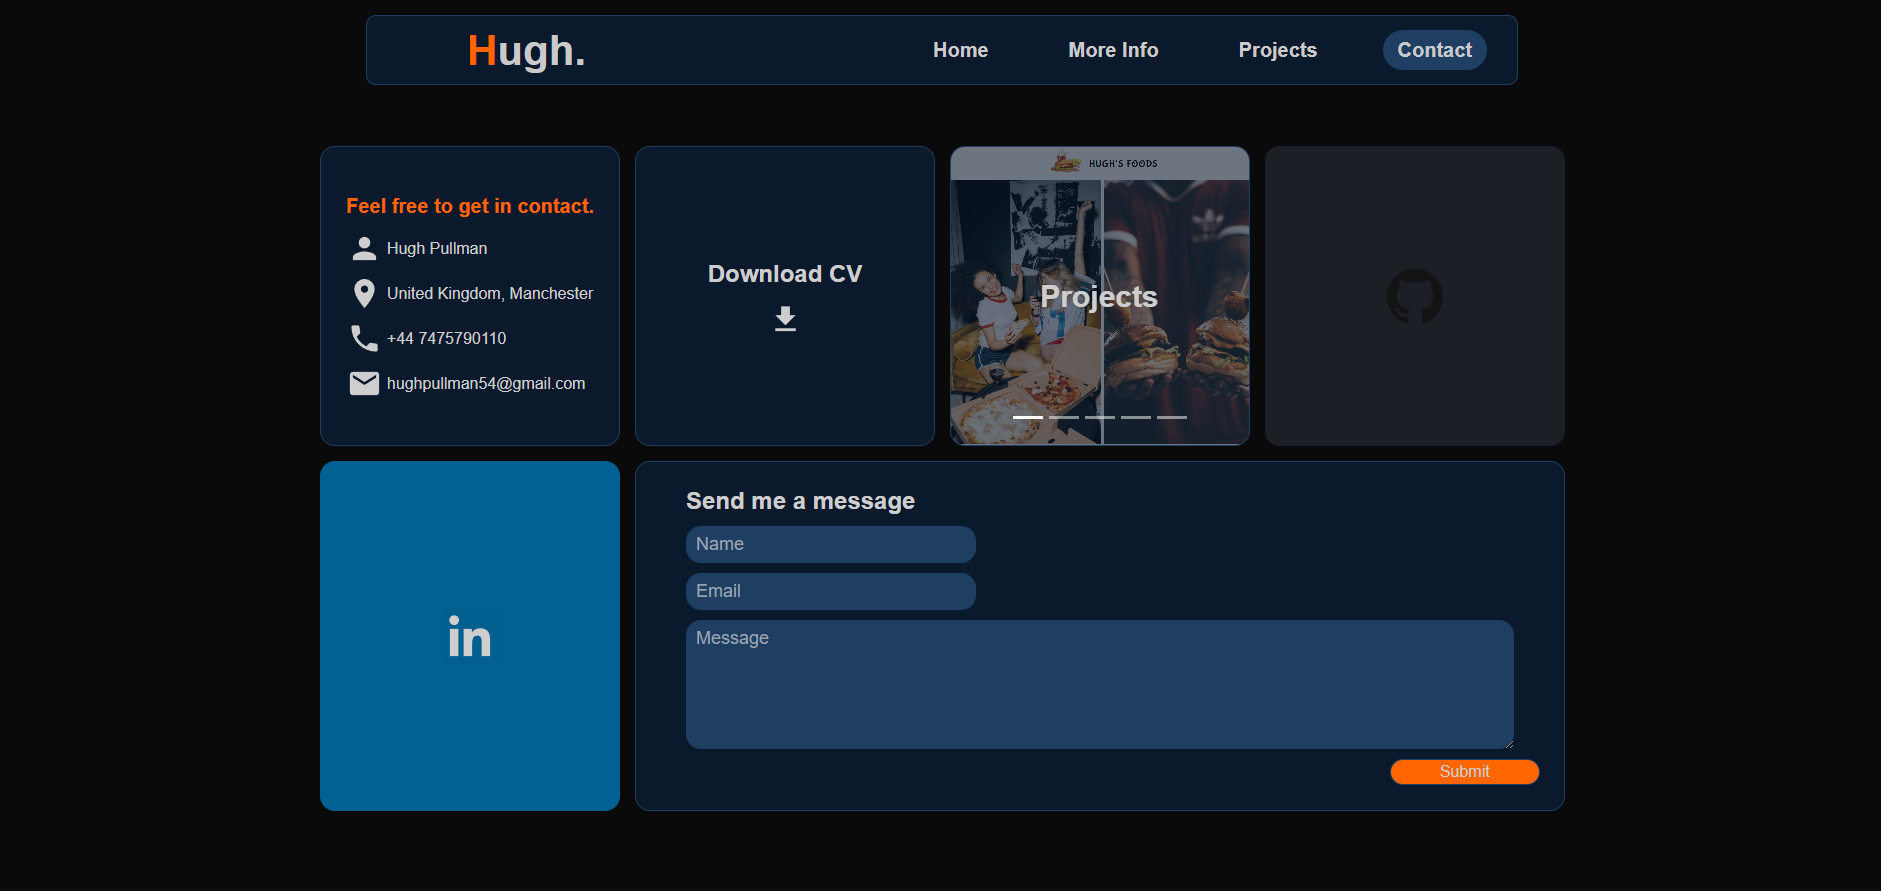 Hugh.
Home
More Info
Projects
Contact
Feel free to get in contact.
Hugh Pullman
United Kingdom, Manchester
+44 7475790110
hughpullman54@gmail.com
Download CV
HUGH'S FOODS
Projects
in
Send me a message
Name
Email
Message
Submit